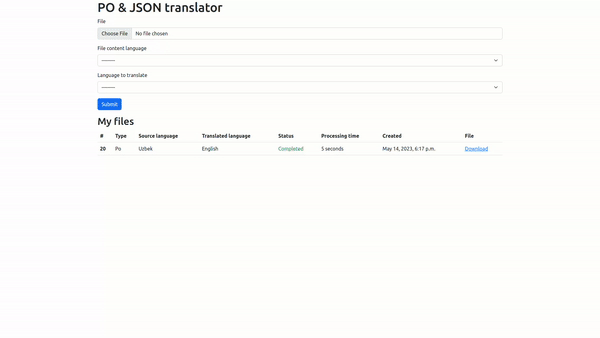 PO & JSON translator
File
Choose File No file chosen
File content language
--------
Language to translate
--------
Submit
My files
# Type Source language Translated language Status Processing time Created File
20 Po Uzbek English Completed 5 seconds May 14, 2023, 6:17 p.m. Download